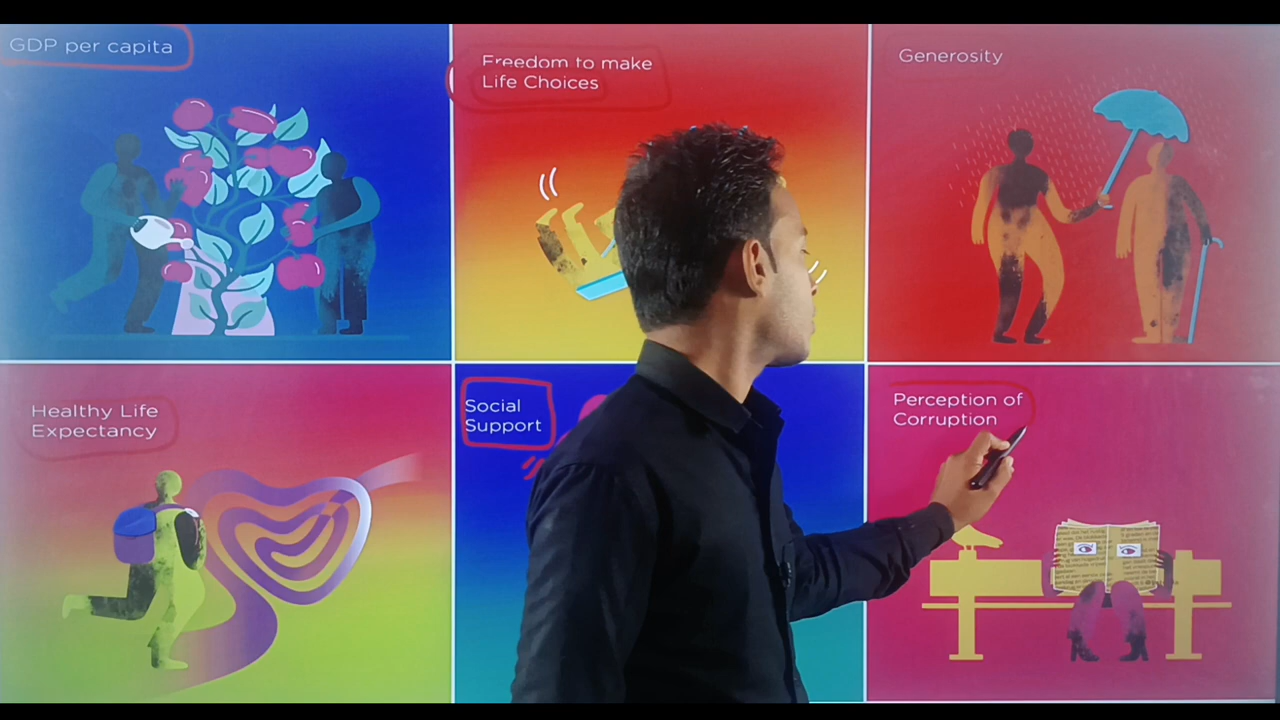 GDP per capita
Freedom to make
Life Choices
Generosity
Healthy Life
Expectancy
Social
Support
Perception of
Corruption